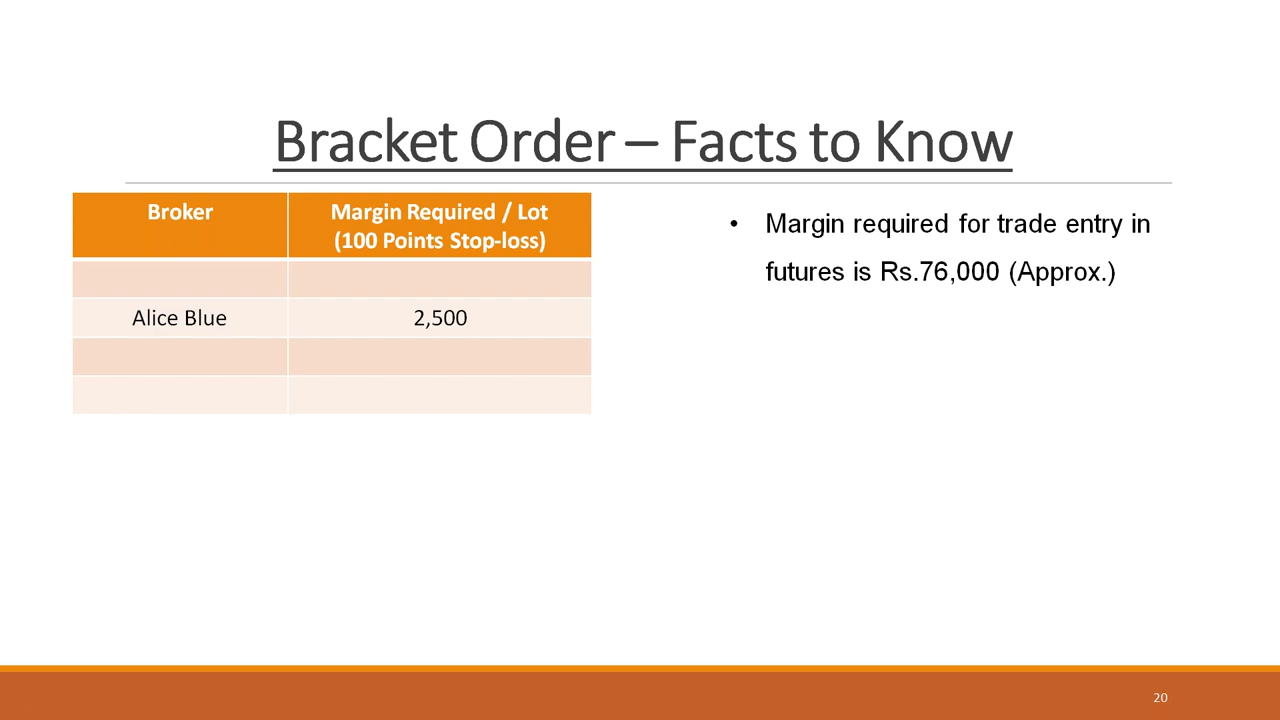 Bracket Order – Facts to Know
Broker
Margin Required / Lot
(100 Points Stop-loss)
Alice Blue
2,500
• Margin required for trade entry in
futures is Rs.76,000 (Approx.)
20